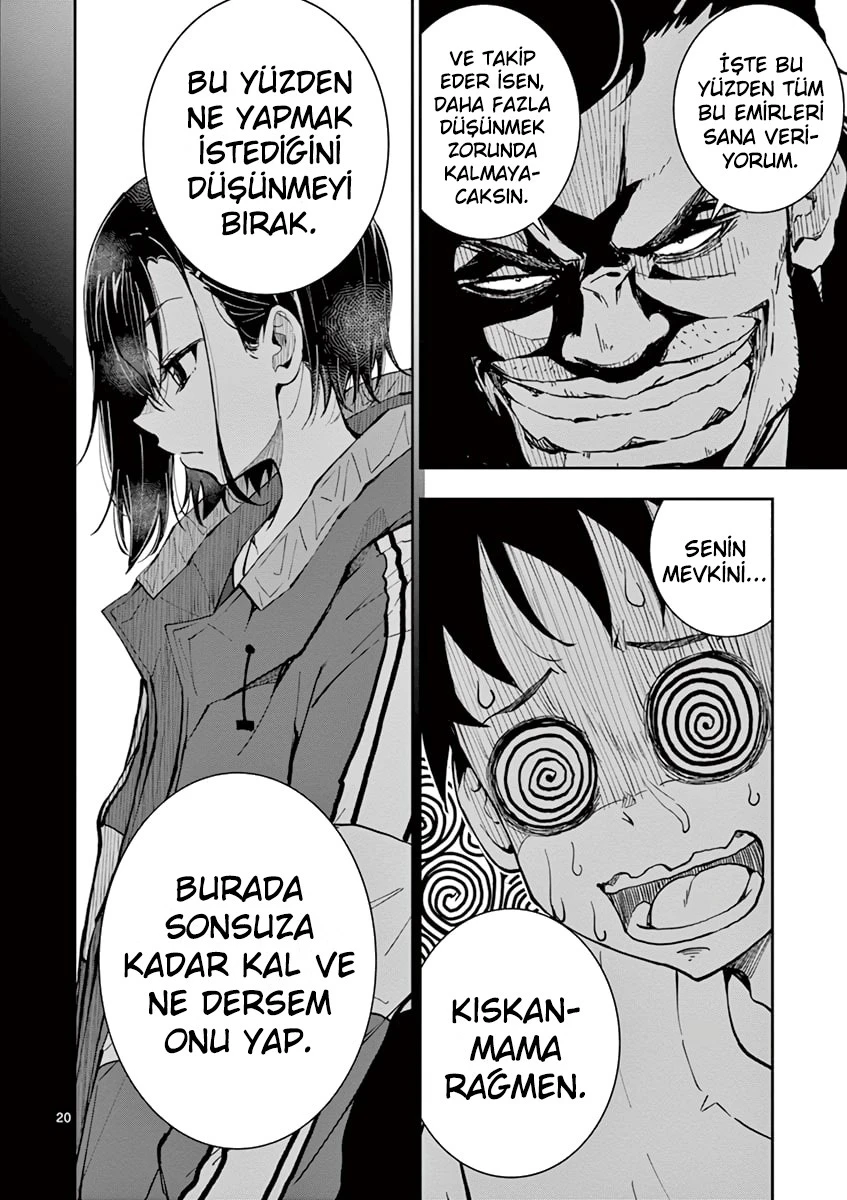 İŞTE BU
YÜZDEN TÜM
BU EMİRLERİ
SANA VERİ-
YORUM.
VE TAKİP
EDER İSEN,
DAHA FAZLA
DÜŞÜNMEK
ZORUNDA
KALMAYA-
CAKSIN.
SENİN
MEVKİNİ...
KISKAN-
MAMA
RAĞMEN.
BU YÜZDEN
NE YAPMAK
İSTEDİĞİNİ
DÜŞÜNMEYİ
BIRAK.
BURADA
SONSUZA
KADAR KAL VE
NE DERSEM
ONU YAP.
20